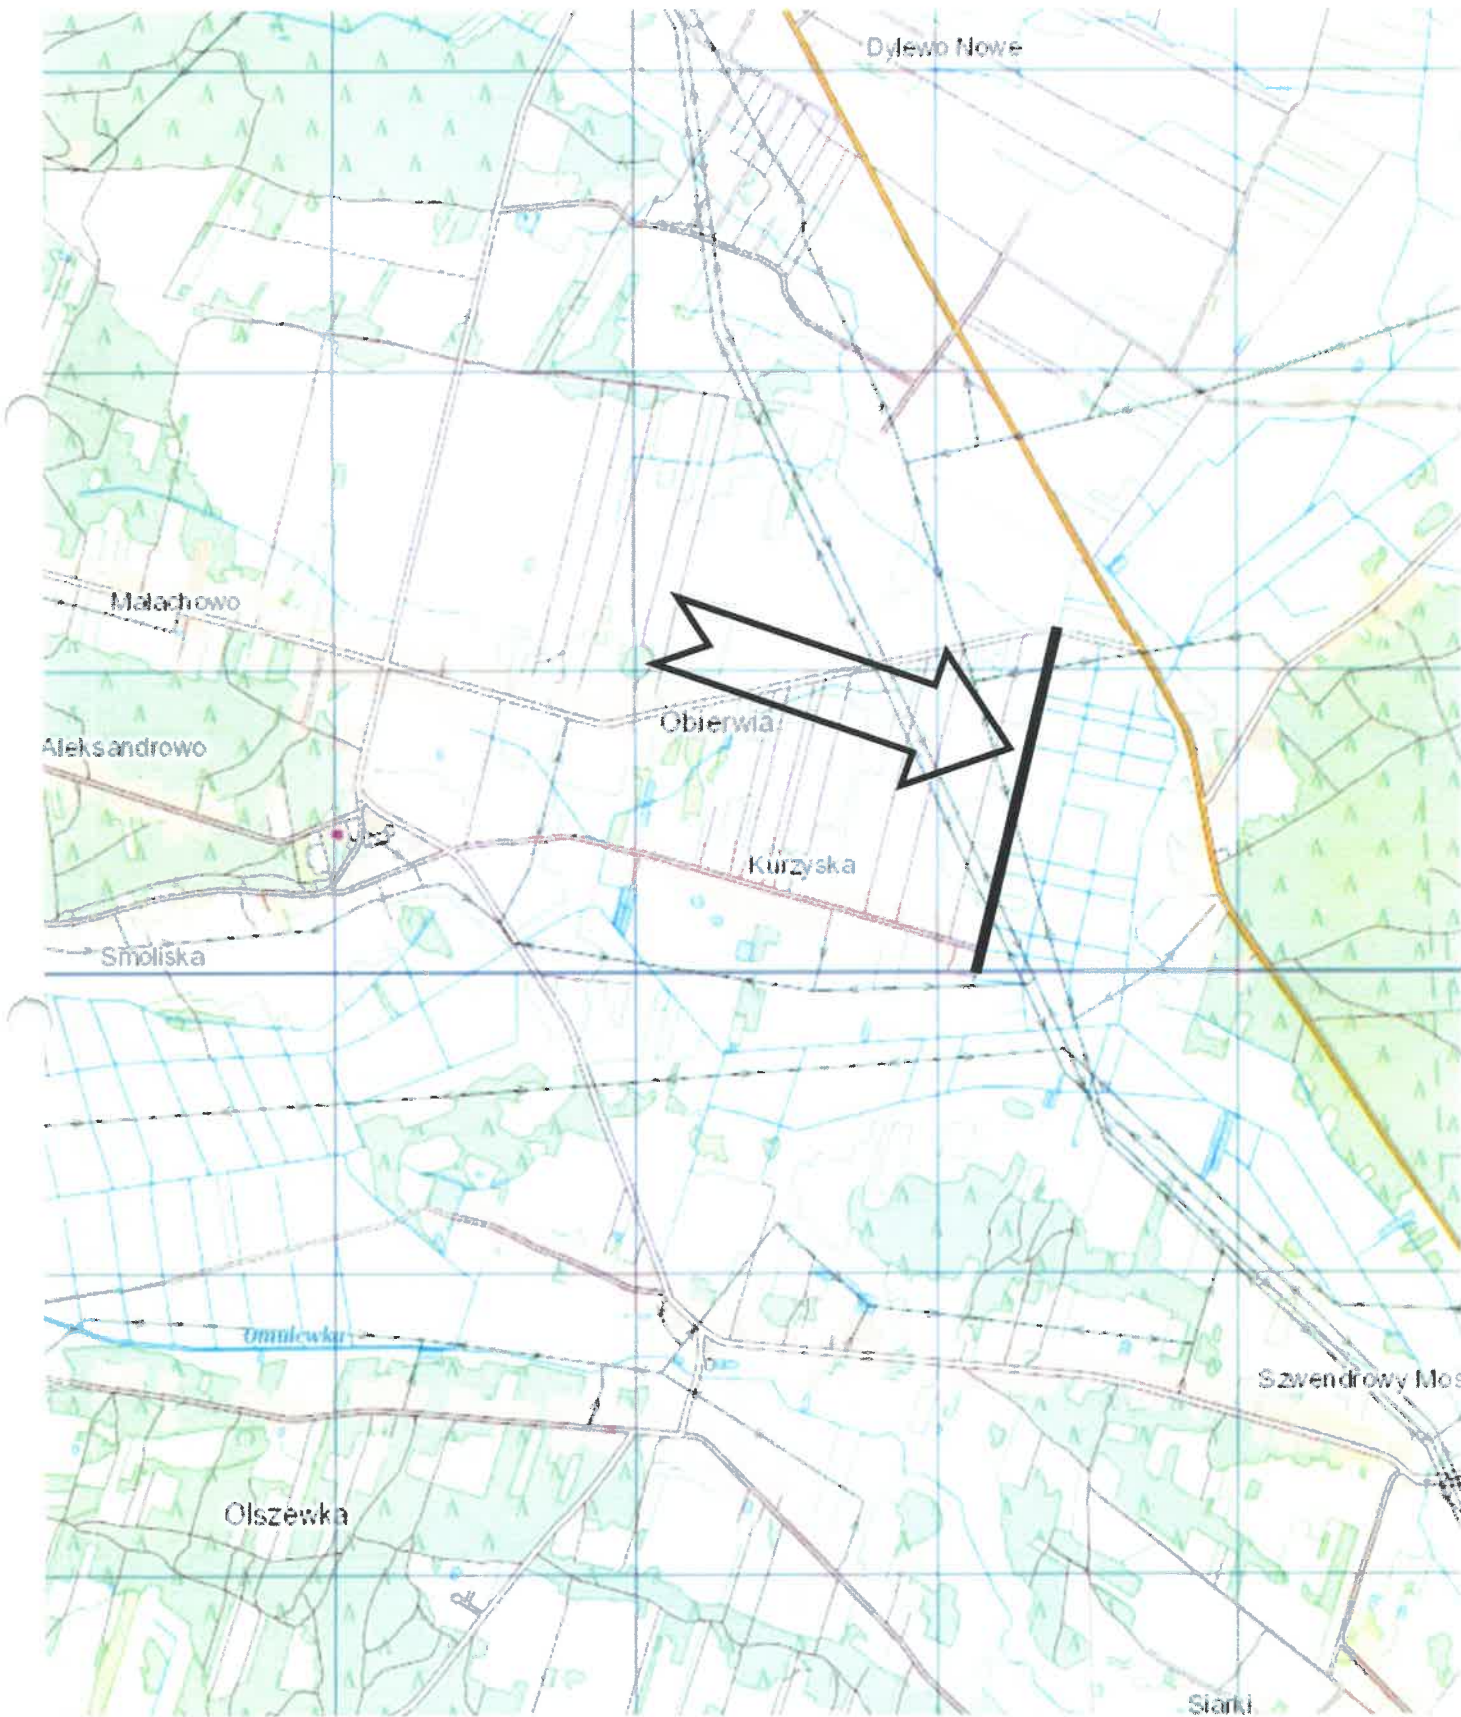 Dylewo Nowe
Małachowo
Obierwia
Aleksandrowo
Kurzyska
Smoliska
Omulewka
Szwendrowy Mos
Olszewka
Siarki